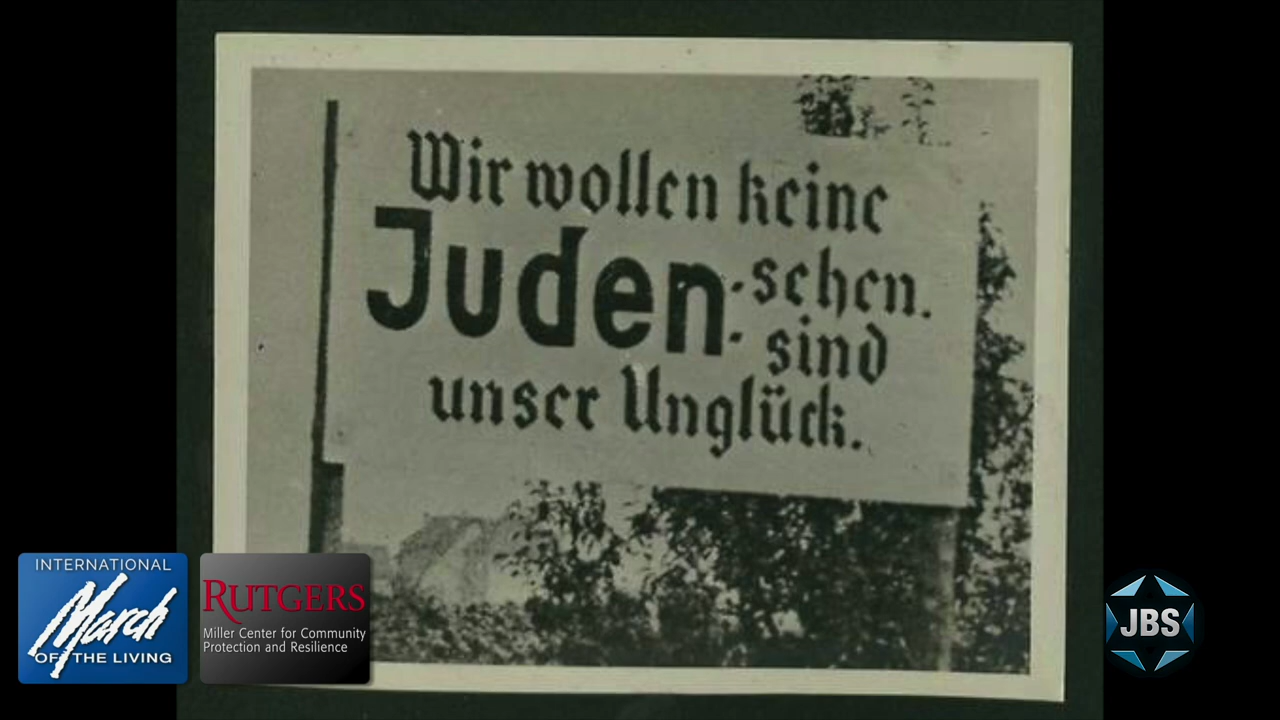 Wir wollen keine
Juden - sehen.
: sind
unser Unglück.
INTERNATIONAL
March
OF THE LIVING
RUTGERS
Miller Center for Community
Protection and Resilience
JBS